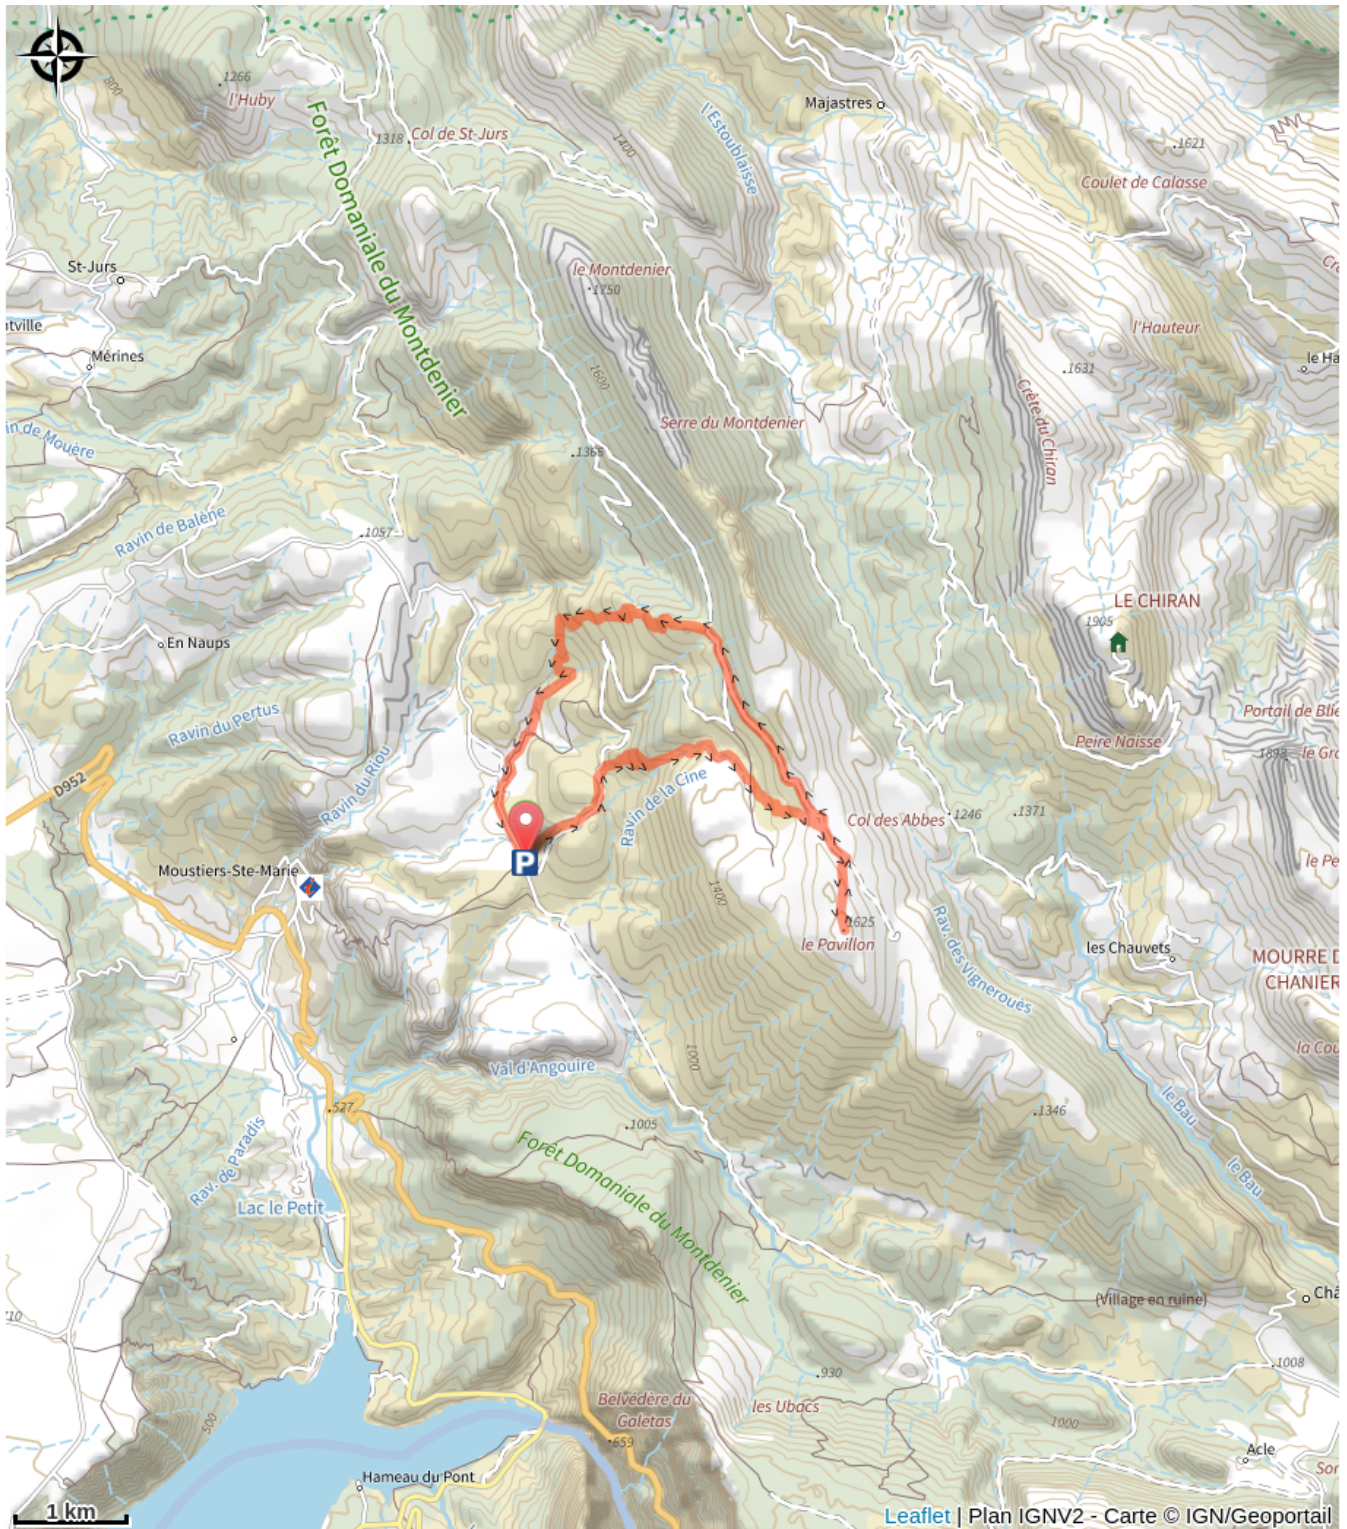 1266
l'Huby
800
Forêt Domaniale du Montdenier
1318
Col de St-Jurs
1400
l'Estoublaisse
Majastres
1621
Coulet de Calasse
St-Jurs
le Montdenier
1750
ntville
Mérines
l'Hauteur
le Ha
1631
1600
Crête du Chiran
Serre du Montdenier
in de Mouère
1365
Ravin de Balène
1057
LE CHIRAN
1905
En Naups
Ravin du Pertus
Portail de Blie
Peire Naisse
1893
le Gro
D952
Ravin du Riou
Ravin de la Cine
Col des Abbes
1246
1371
P
Moustiers-Ste-Marie
i
le Pe
1400
1625
le Pavillon
Rav. des Vignerouès
les Chauvets
MOURRE D
CHANIER
la Cou
1000
Val d'Angouire
527
1005
1346
le Bau
le Bau
Rav. de Paradis
Forêt Domaniale du Montdenier
Lac le Petit
(Village en ruine)
Châ
710
930
1008
Belvédère du
Galetas
les Ubacs
659
500
1000
Acle
Sor
Hameau du Pont
1 km
Leaflet | Plan IGNV2 - Carte © IGN/Geoportail